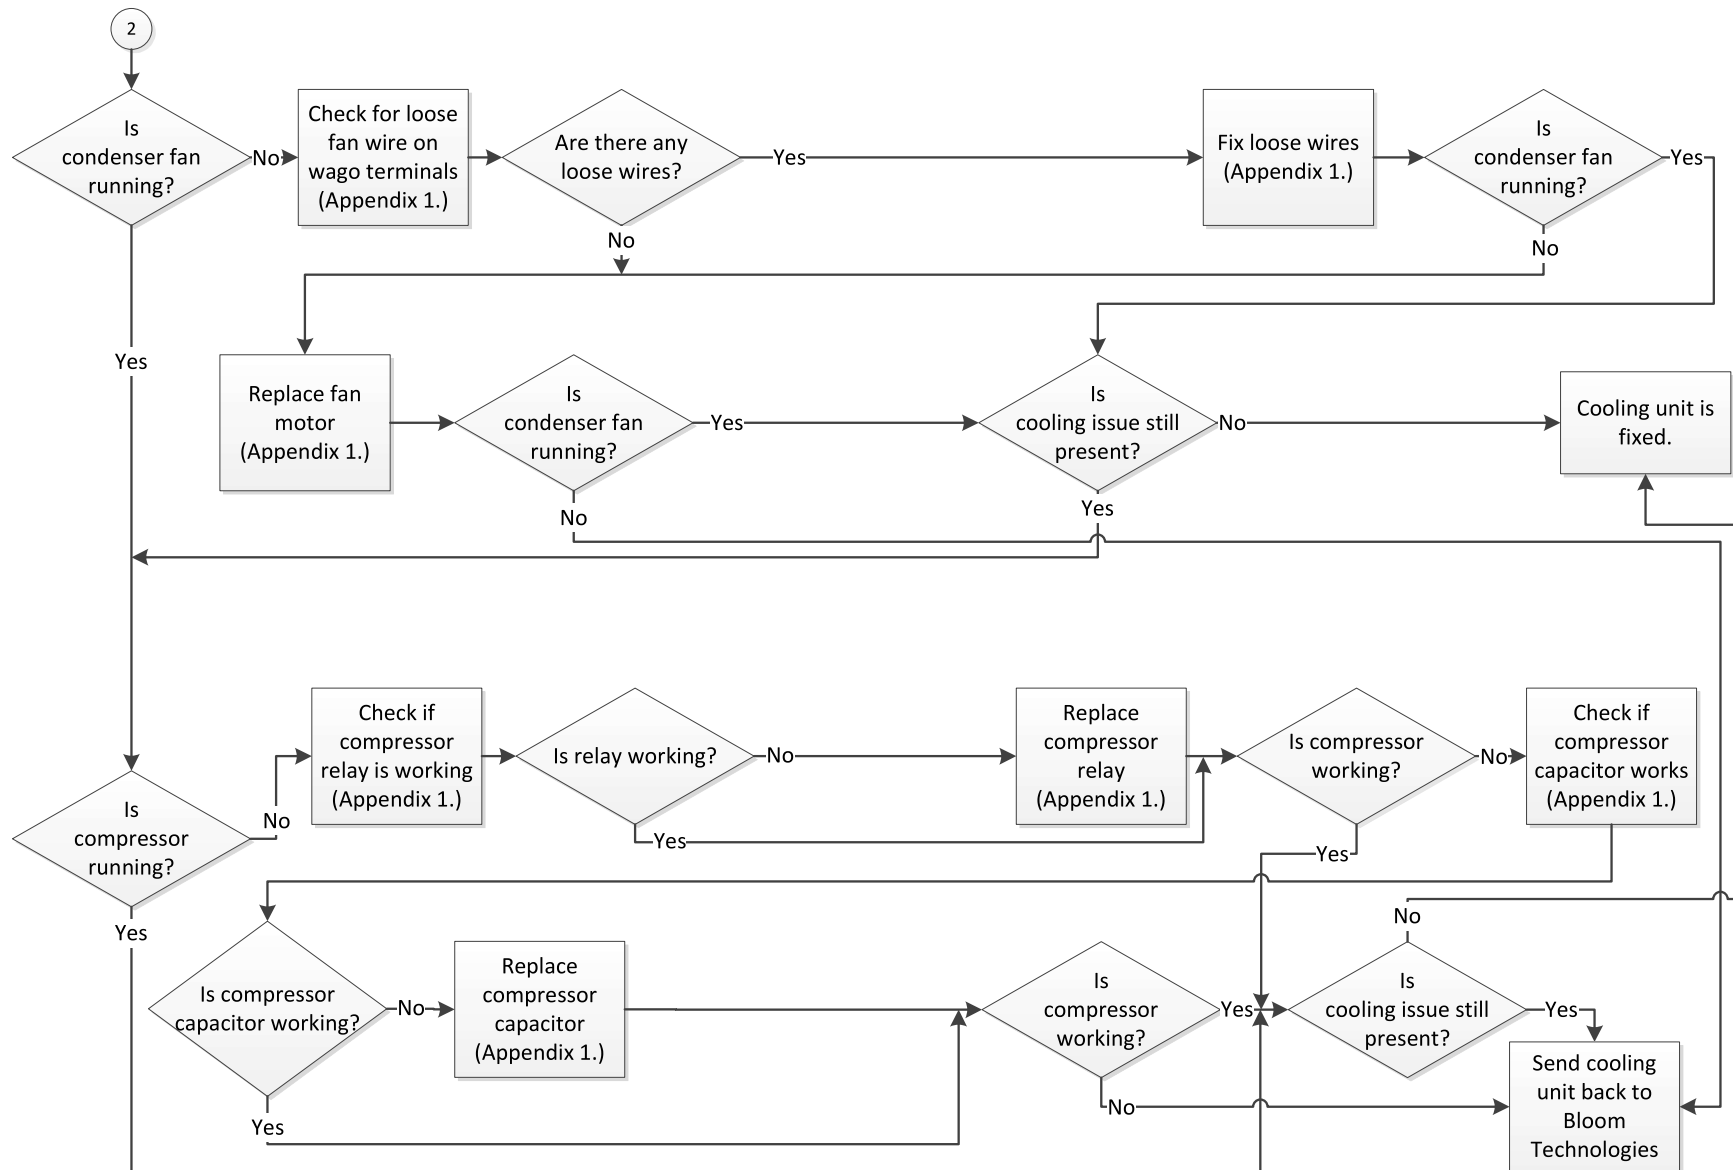 2
Is
condenser fan
running?
No
Check for loose
fan wire on
wago terminals
(Appendix 1.)
Are there any
loose wires?
Yes
Fix loose wires
(Appendix 1.)
Is
condenser fan
running?
Yes
No
No
Yes
Replace fan
motor
(Appendix 1.)
Is
condenser fan
running?
Yes
Is
cooling issue still
present?
No
Cooling unit is
fixed.
No
Yes
Is
compressor
running?
No
Check if
compressor
relay is working
(Appendix 1.)
Is relay working?
No
Replace
compressor
relay
(Appendix 1.)
Is compressor
working?
No
Check if
compressor
capacitor works
(Appendix 1.)
Yes
Yes
Yes
Is compressor
capacitor working?
No
Replace
compressor
capacitor
(Appendix 1.)
Is
compressor
working?
Yes
No
Is
cooling issue still
present?
Yes
Yes
No
Send cooling
unit back to
Bloom
Technologies